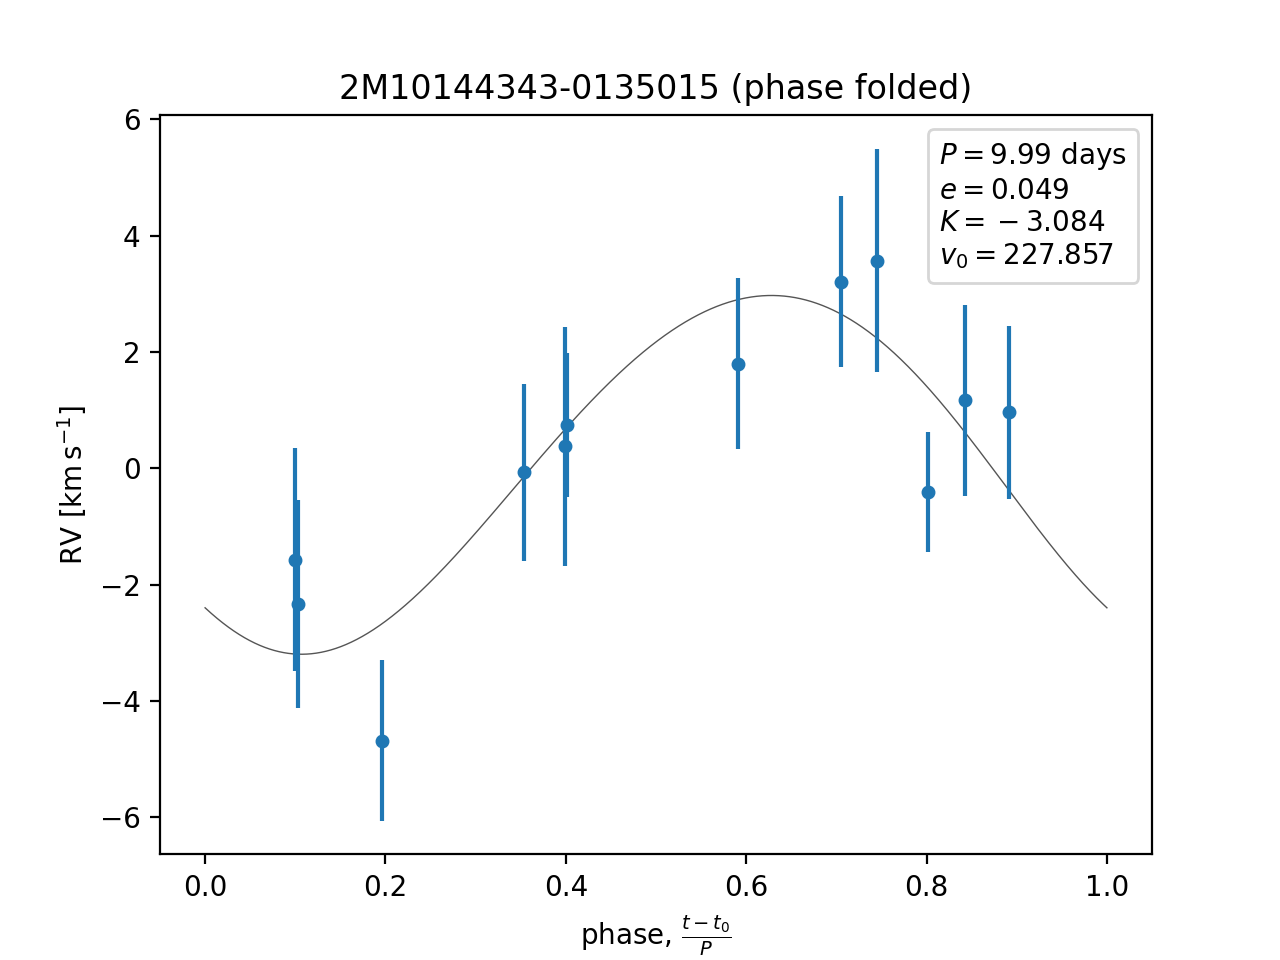 2M10144343-0135015 (phase folded)
P = 9.99 days
e = 0.049
K = −3.084
v₀ = 227.857
6
4
2
0
−2
−4
−6
RV [km s⁻¹]
0.0 0.2 0.4 0.6 0.8 1.0
phase, (t − t₀)/P